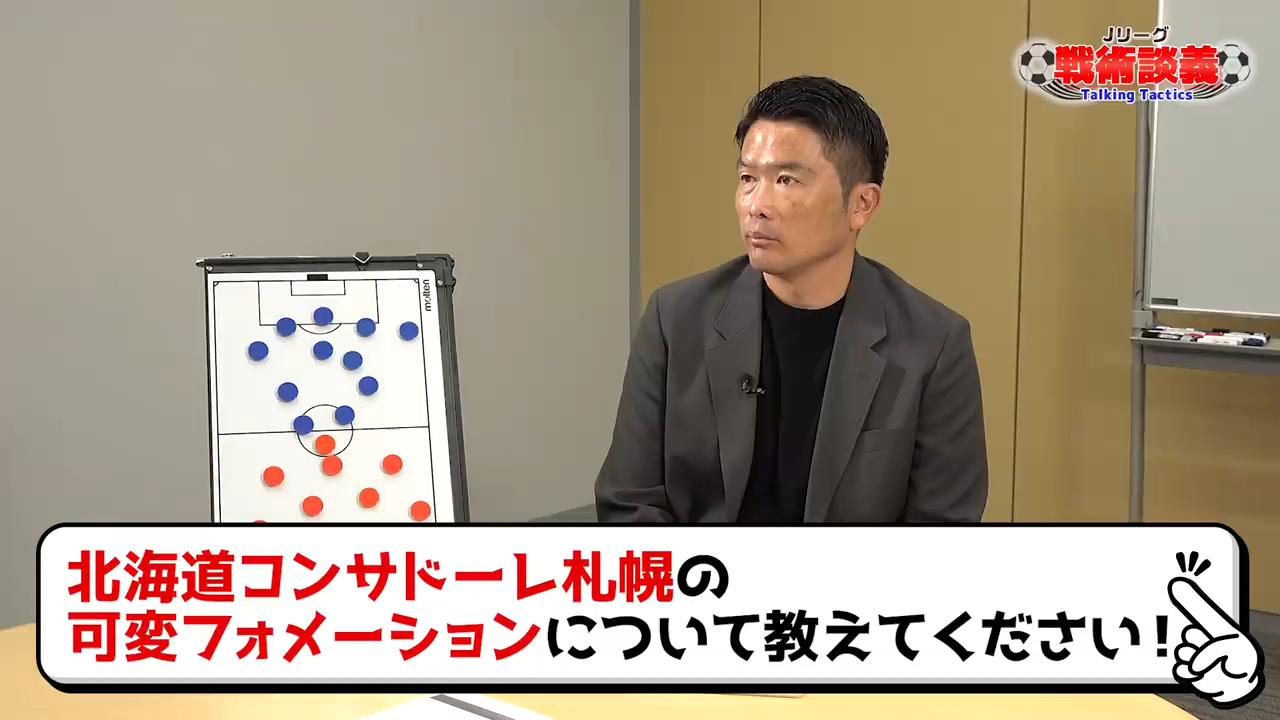 Jリーグ
戦術談義
Talking Tactics
molten
北海道コンサドーレ札幌の
可変フォメーションについて教えてください!